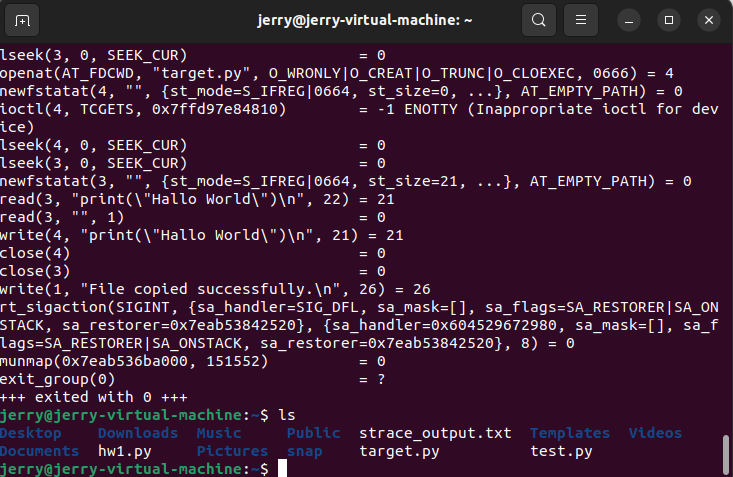 jerry@jerry-virtual-machine: ~
lseek(3, 0, SEEK_CUR)                   = 0
openat(AT_FDCWD, "target.py", O_WRONLY|O_CREAT|O_TRUNC|O_CLOEXEC, 0666) = 4
newfstatat(4, "", {st_mode=S_IFREG|0664, st_size=0, ...}, AT_EMPTY_PATH) = 0
ioctl(4, TCGETS, 0x7ffd97e84810)        = -1 ENOTTY (Inappropriate ioctl for dev
ice)
lseek(4, 0, SEEK_CUR)                   = 0
lseek(3, 0, SEEK_CUR)                   = 0
newfstatat(3, "", {st_mode=S_IFREG|0664, st_size=21, ...}, AT_EMPTY_PATH) = 0
read(3, "print(\"Hallo World\")\n", 22) = 21
read(3, "", 1)                          = 0
write(4, "print(\"Hallo World\")\n", 21) = 21
close(4)                                = 0
close(3)                                = 0
write(1, "File copied successfully.\n", 26) = 26
rt_sigaction(SIGINT, {sa_handler=SIG_DFL, sa_mask=[], sa_flags=SA_RESTORER|SA_ON
STACK, sa_restorer=0x7eab53842520}, {sa_handler=0x604529672980, sa_mask=[], sa_f
lags=SA_RESTORER|SA_ONSTACK, sa_restorer=0x7eab53842520}, 8) = 0
munmap(0x7eab536ba000, 151552)          = 0
exit_group(0)                           = ?
+++ exited with 0 +++
jerry@jerry-virtual-machine:~$ ls
Desktop    Downloads  Music     Public  strace_output.txt  Templates  Videos
Documents  hw1.py     Pictures  snap    target.py          test.py
jerry@jerry-virtual-machine:~$